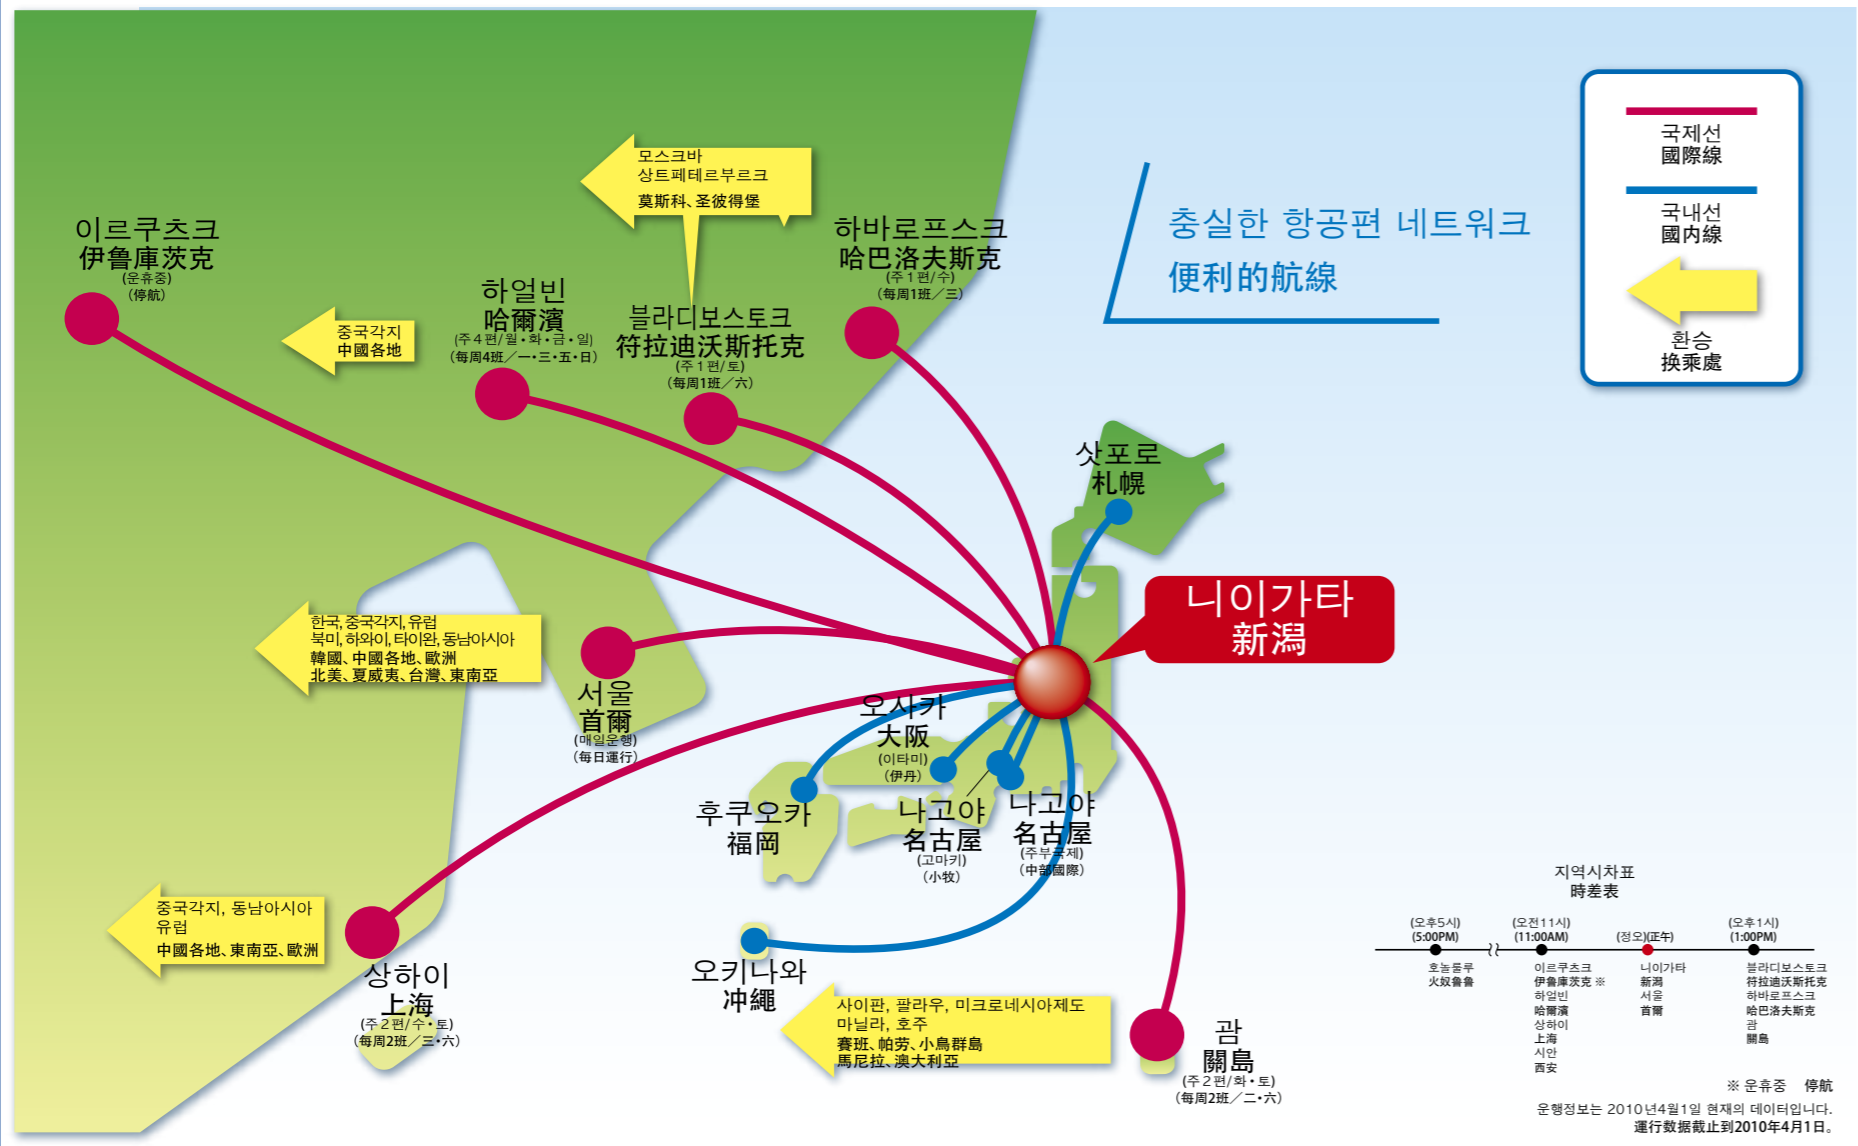 모스크바
상트페테르부르크
莫斯科、圣彼得堡
이르쿠츠크
伊鲁庫茨克
(운휴중)
(停航)
중국각지
中國各地
하얼빈
哈爾濱
(주4편/월・화・금・일)
(每周4班／一・三・五・日)
블라디보스토크
符拉迪沃斯托克
(주1편/토)
(每周1班／六)
하바로프스크
哈巴洛夫斯克
(주1편/수)
(每周1班／三)
충실한 항공편 네트워크
便利的航線
국제선
國際線
국내선
國内線
환승
换乘處
삿포로
札幌
니이가타
新潟
한국, 중국각지, 유럽
북미, 하와이, 타이완, 동남아시아
韓國、中國各地、歐洲
北美、夏威夷、台灣、東南亞
서울
首爾
(매일운행)
(每日運行)
오사카
大阪
(이타미)
(伊丹)
후쿠오카
福岡
나고야
名古屋
(고마키)
(小牧)
나고야
名古屋
(주부국제)
(中部國際)
중국각지, 동남아시아
유럽
中國各地、東南亞、歐洲
상하이
上海
(주2편/수・토)
(每周2班／三・六)
오키나와
冲繩
사이판, 팔라우, 미크로네시아제도
마닐라, 호주
賽班、帕劳、小鳥群島
馬尼拉、澳大利亞
괌
關島
(주2편/화・토)
(每周2班／二・六)
지역시차표
時差表
(오후5시)
(5:00PM)
호놀룰루
火奴鲁鲁
(오전11시)
(11:00AM)
이르쿠츠크
伊鲁庫茨克 ※
하얼빈
哈爾濱
상하이
上海
시안
西安
(정오)(正午)
니이가타
新潟
서울
首爾
(오후1시)
(1:00PM)
블라디보스토크
符拉迪沃斯托克
하바로프스크
哈巴洛夫斯克
괌
關島
※ 운휴중 停航
운행정보는 2010년4월1일 현재의 데이터입니다.
運行数据截止到2010年4月1日。